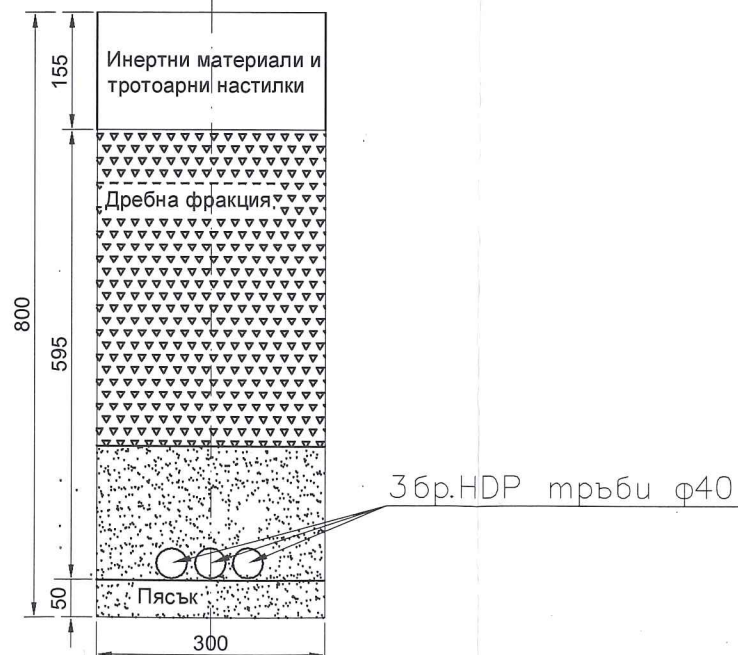 155
Инертни материали и
тротоарни настилки
Дребна фракция
800
595
3бр.HDP тръби ф40
50
Пясък
300